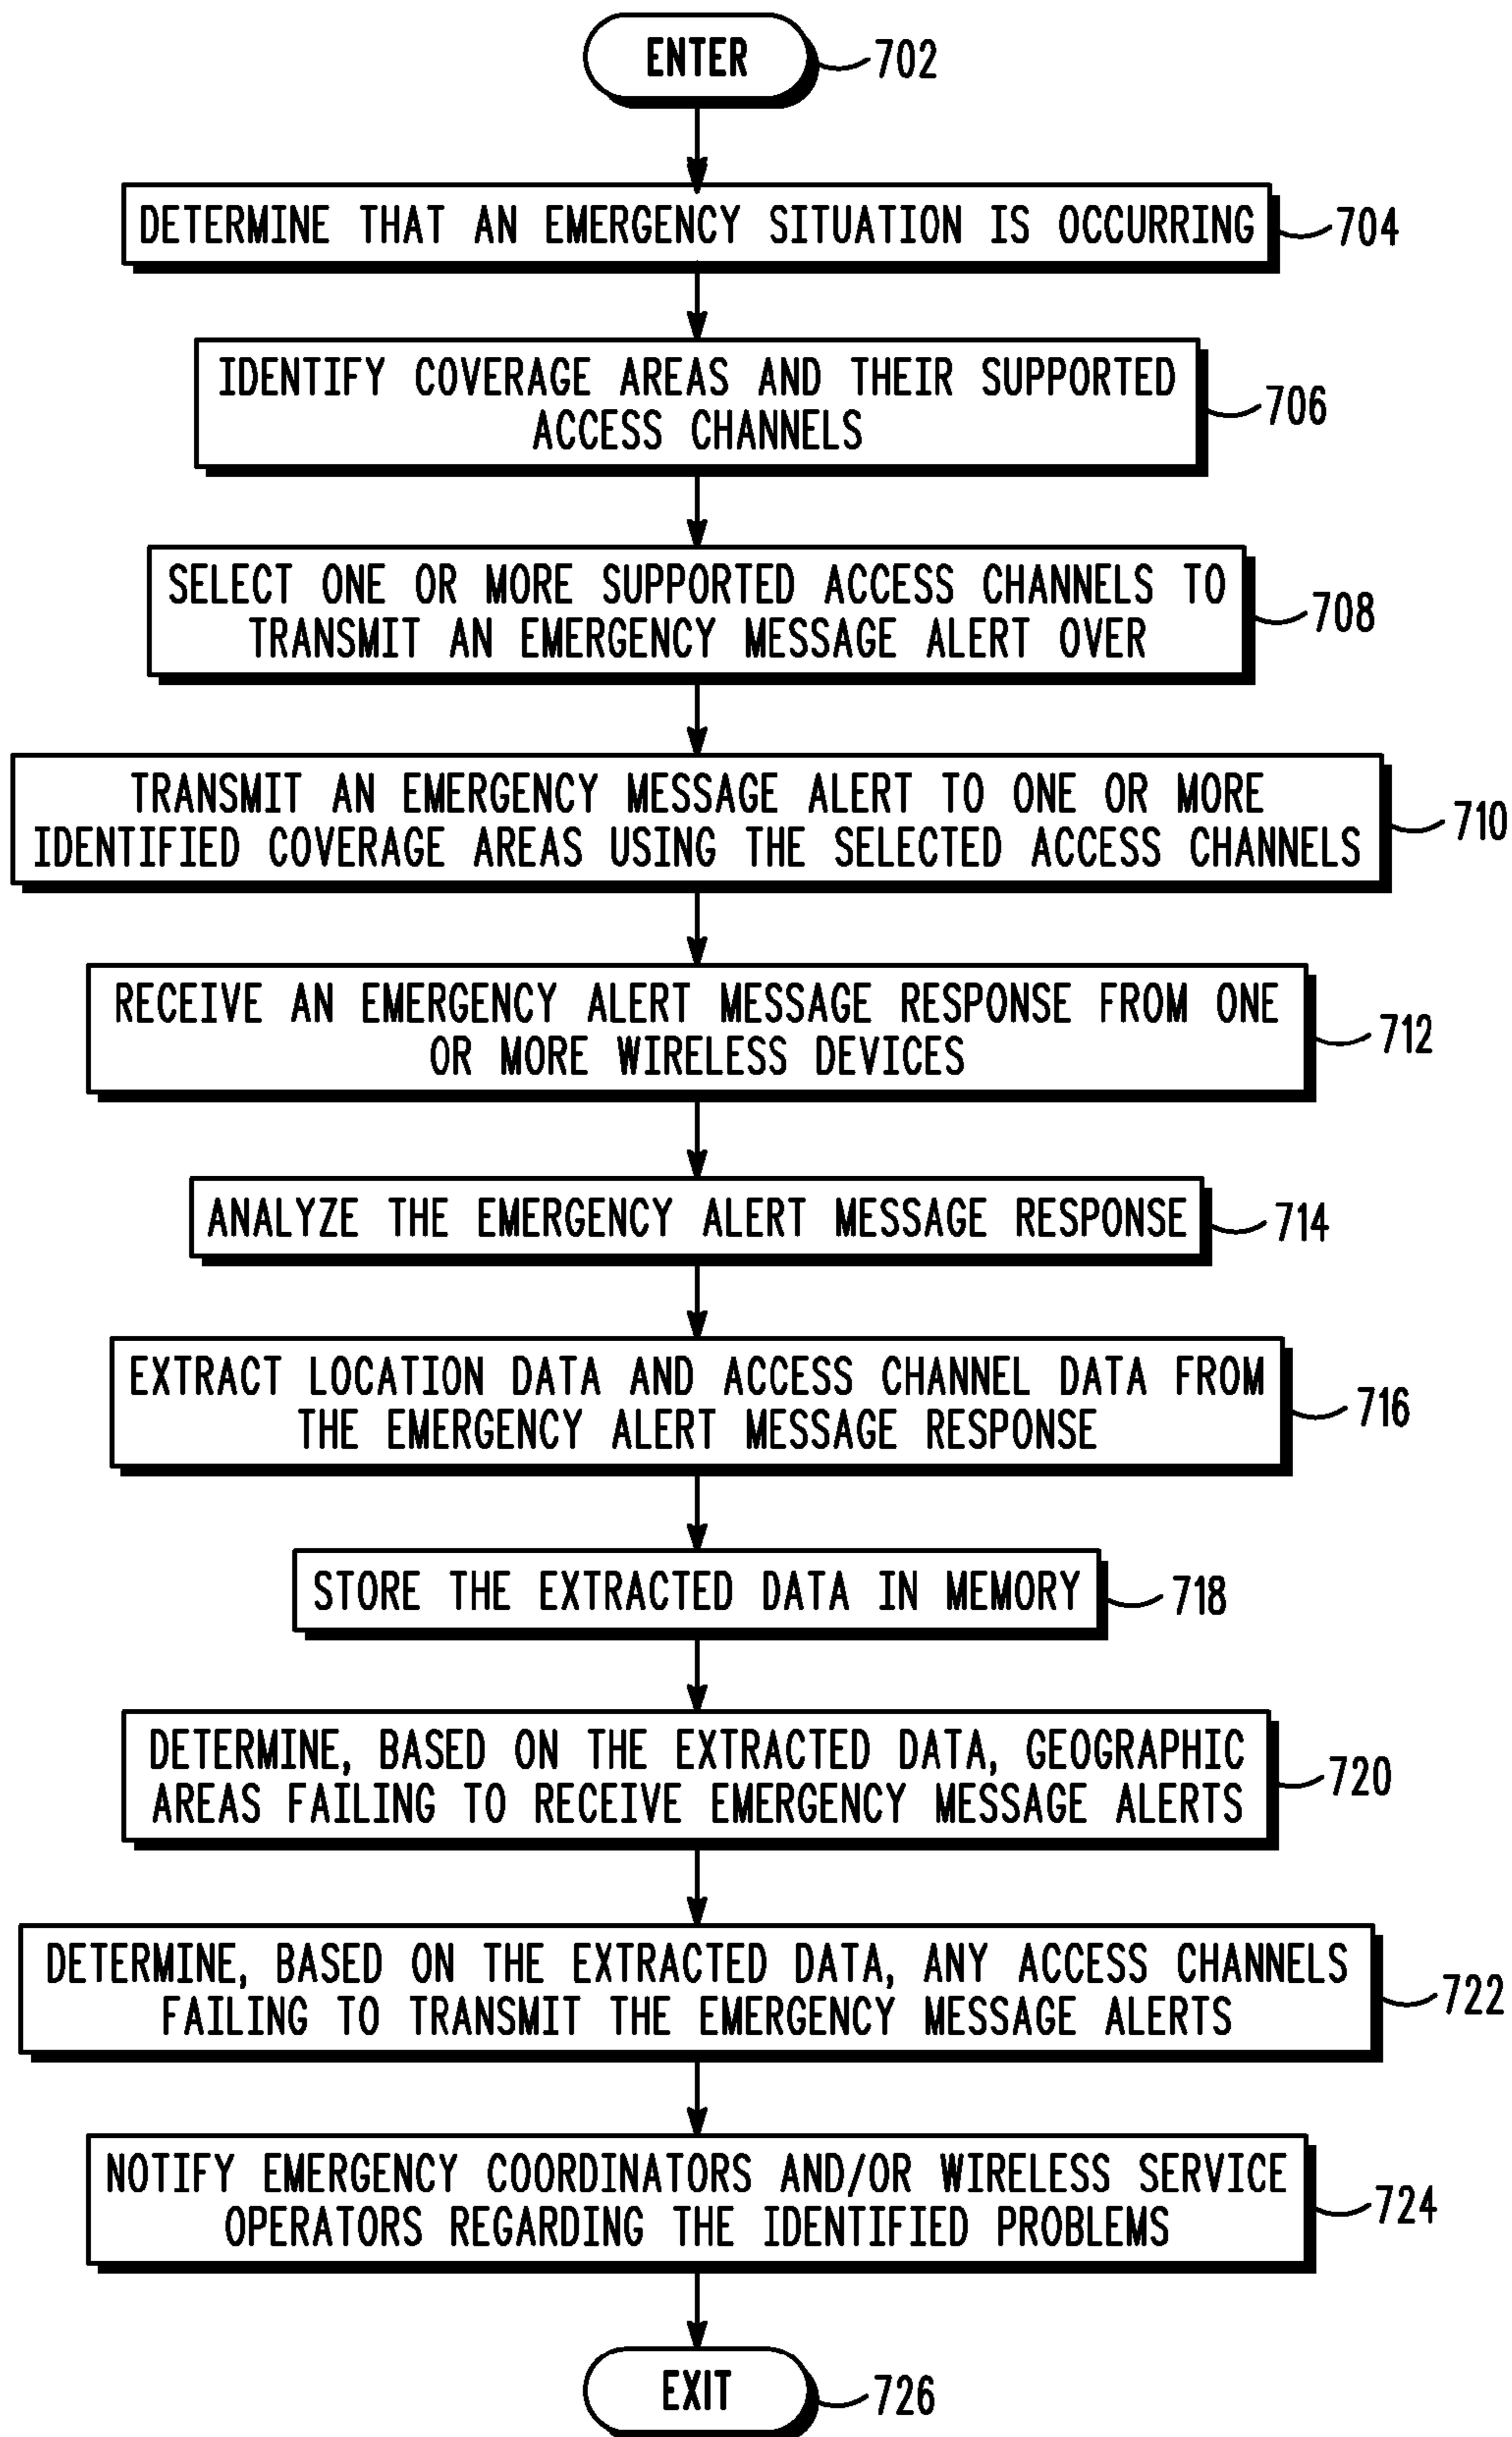 ENTER
702
DETERMINE THAT AN EMERGENCY SITUATION IS OCCURRING
704
IDENTIFY COVERAGE AREAS AND THEIR SUPPORTED
ACCESS CHANNELS
706
SELECT ONE OR MORE SUPPORTED ACCESS CHANNELS TO
TRANSMIT AN EMERGENCY MESSAGE ALERT OVER
708
TRANSMIT AN EMERGENCY MESSAGE ALERT TO ONE OR MORE
IDENTIFIED COVERAGE AREAS USING THE SELECTED ACCESS CHANNELS
710
RECEIVE AN EMERGENCY ALERT MESSAGE RESPONSE FROM ONE
OR MORE WIRELESS DEVICES
712
ANALYZE THE EMERGENCY ALERT MESSAGE RESPONSE
714
EXTRACT LOCATION DATA AND ACCESS CHANNEL DATA FROM
THE EMERGENCY ALERT MESSAGE RESPONSE
716
STORE THE EXTRACTED DATA IN MEMORY
718
DETERMINE, BASED ON THE EXTRACTED DATA, GEOGRAPHIC
AREAS FAILING TO RECEIVE EMERGENCY MESSAGE ALERTS
720
DETERMINE, BASED ON THE EXTRACTED DATA, ANY ACCESS CHANNELS
FAILING TO TRANSMIT THE EMERGENCY MESSAGE ALERTS
722
NOTIFY EMERGENCY COORDINATORS AND/OR WIRELESS SERVICE
OPERATORS REGARDING THE IDENTIFIED PROBLEMS
724
EXIT
726